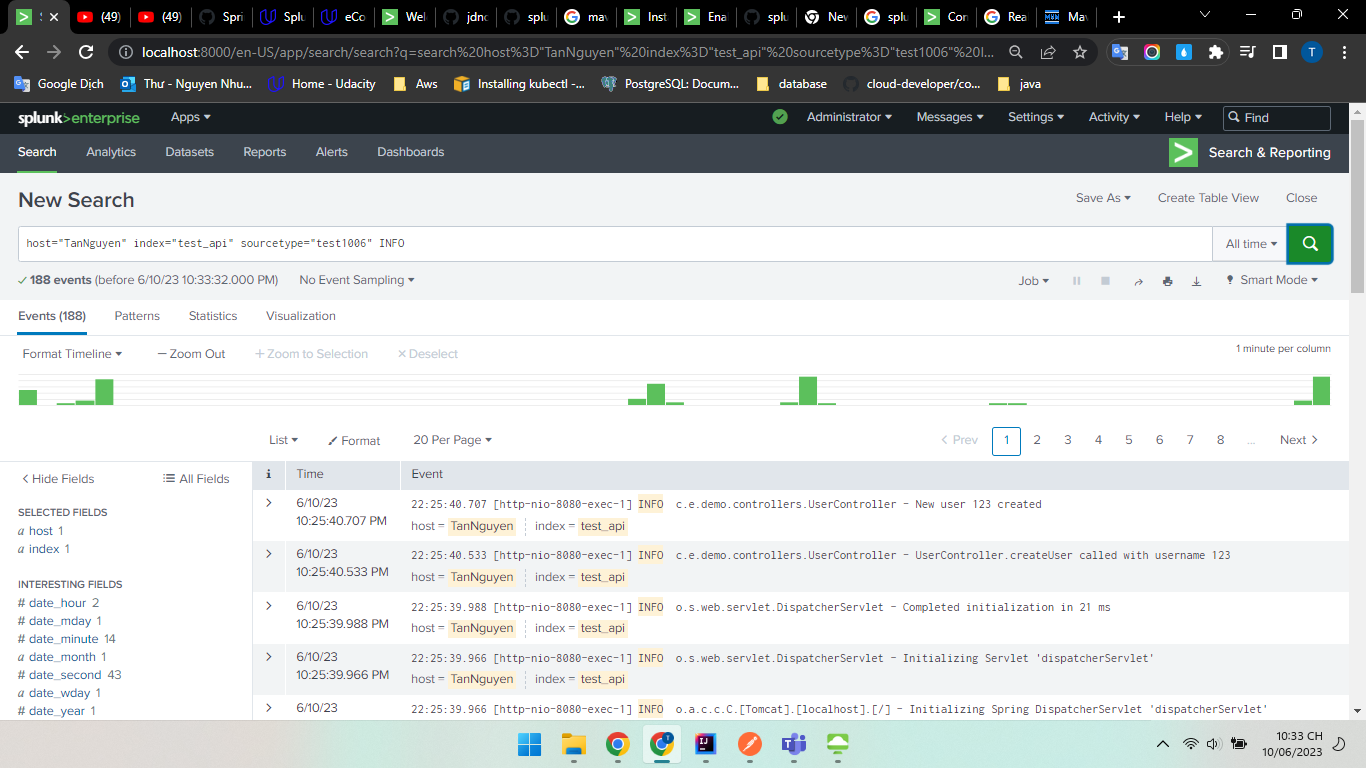 (49)
(49)
Spri
Splu
eCo
Wel
jdno
splu
mav
Inst
Ena
splu
New
splu
Con
Rea
Mav
localhost:8000/en-US/app/search/search?q=search%20host%3D"TanNguyen"%20index%3D"test_api"%20sourcetype%3D"test1006"%20I...
T
Google Dịch
Thư - Nguyen Nhu...
Home - Udacity
Aws
Installing kubectl -...
PostgreSQL: Docum...
database
cloud-developer/co...
java
splunk>enterprise
Apps
Administrator
Messages
Settings
Activity
Help
Find
Search
Analytics
Datasets
Reports
Alerts
Dashboards
Search & Reporting
New Search
Save As
Create Table View
Close
host="TanNguyen" index="test_api" sourcetype="test1006" INFO
All time
188 events (before 6/10/23 10:33:32.000 PM)
No Event Sampling
Job
Smart Mode
Events (188)
Patterns
Statistics
Visualization
Format Timeline
— Zoom Out
+ Zoom to Selection
× Deselect
1 minute per column
List
Format
20 Per Page
< Prev
1
2
3
4
5
6
7
8
...
Next >
< Hide Fields
All Fields
SELECTED FIELDS
a host 1
a index 1
INTERESTING FIELDS
# date_hour 2
# date_mday 1
# date_minute 14
a date_month 1
# date_second 43
a date_wday 1
# date_year 1
i
Time
Event
6/10/23
10:25:40.707 PM
22:25:40.707 [http-nio-8080-exec-1] INFO c.e.demo.controllers.UserController - New user 123 created
host = TanNguyen index = test_api
6/10/23
10:25:40.533 PM
22:25:40.533 [http-nio-8080-exec-1] INFO c.e.demo.controllers.UserController - UserController.createUser called with username 123
host = TanNguyen index = test_api
6/10/23
10:25:39.988 PM
22:25:39.988 [http-nio-8080-exec-1] INFO o.s.web.servlet.DispatcherServlet - Completed initialization in 21 ms
host = TanNguyen index = test_api
6/10/23
10:25:39.966 PM
22:25:39.966 [http-nio-8080-exec-1] INFO o.s.web.servlet.DispatcherServlet - Initializing Servlet 'dispatcherServlet'
host = TanNguyen index = test_api
6/10/23
22:25:39.966 [http-nio-8080-exec-1] INFO o.a.c.c.C.[Tomcat].[localhost].[/] - Initializing Spring DispatcherServlet 'dispatcherServlet'
10:33 CH
10/06/2023